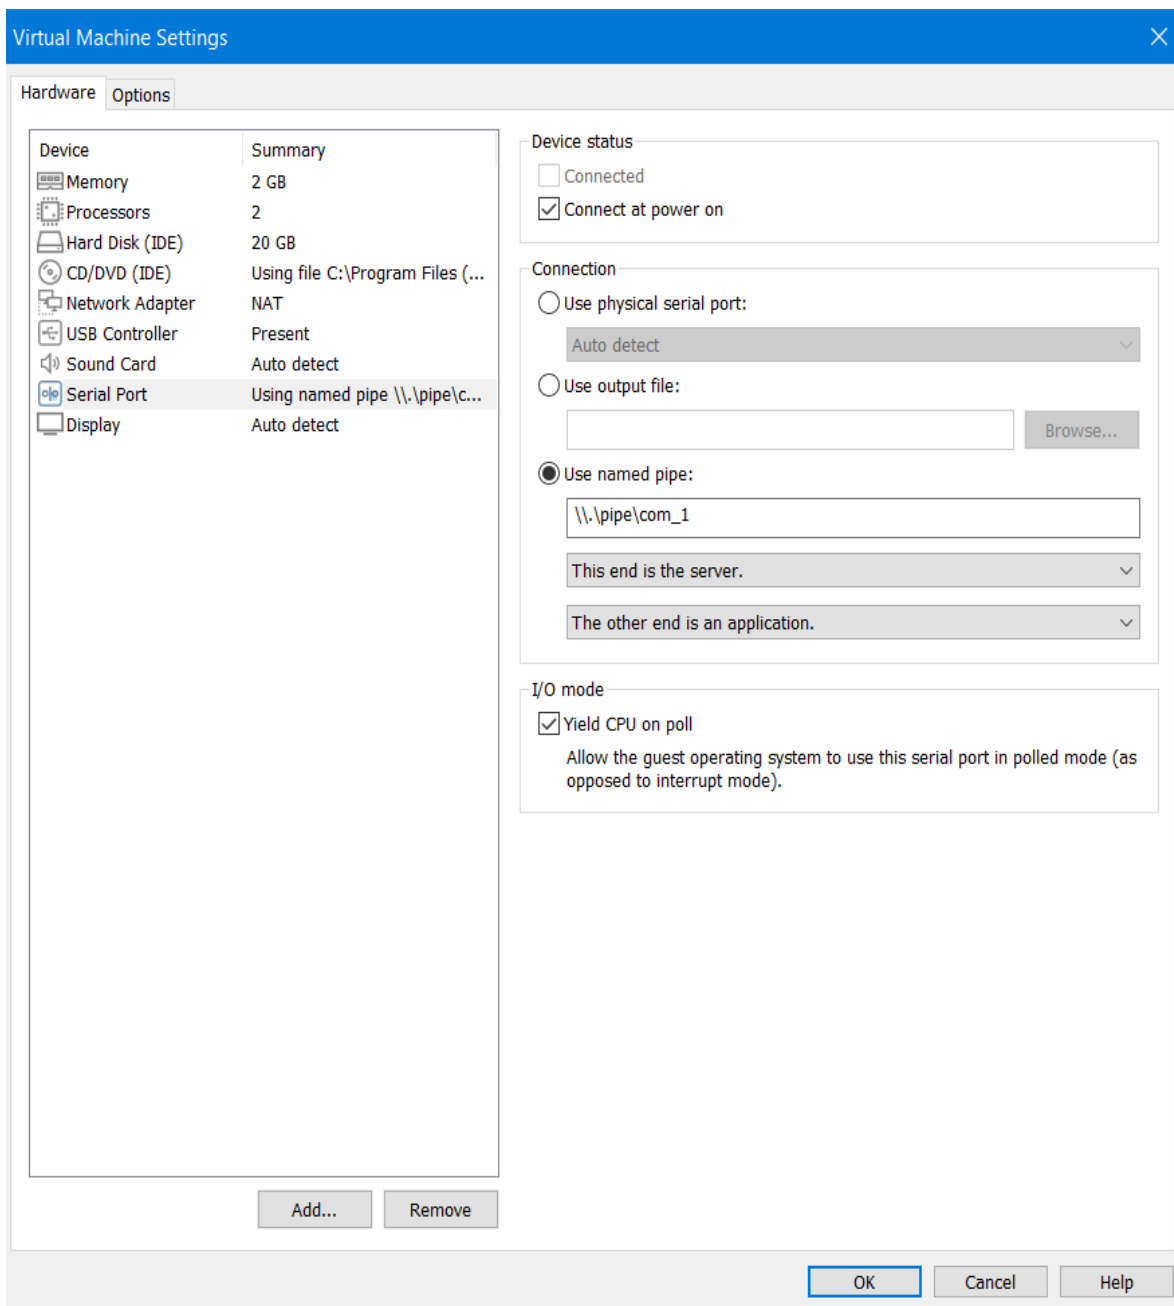 Virtual Machine Settings
Hardware Options
Device Summary
Memory 2 GB
Processors 2
Hard Disk (IDE) 20 GB
CD/DVD (IDE) Using file C:\Program Files (...
Network Adapter NAT
USB Controller Present
Sound Card Auto detect
Serial Port Using named pipe \\.\pipe\c...
Display Auto detect
Add... Remove
Device status
Connected
Connect at power on
Connection
Use physical serial port:
Auto detect
Use output file:
Browse...
Use named pipe:
\\.\pipe\com_1
This end is the server.
The other end is an application.
I/O mode
Yield CPU on poll
Allow the guest operating system to use this serial port in polled mode (as
opposed to interrupt mode).
OK Cancel Help